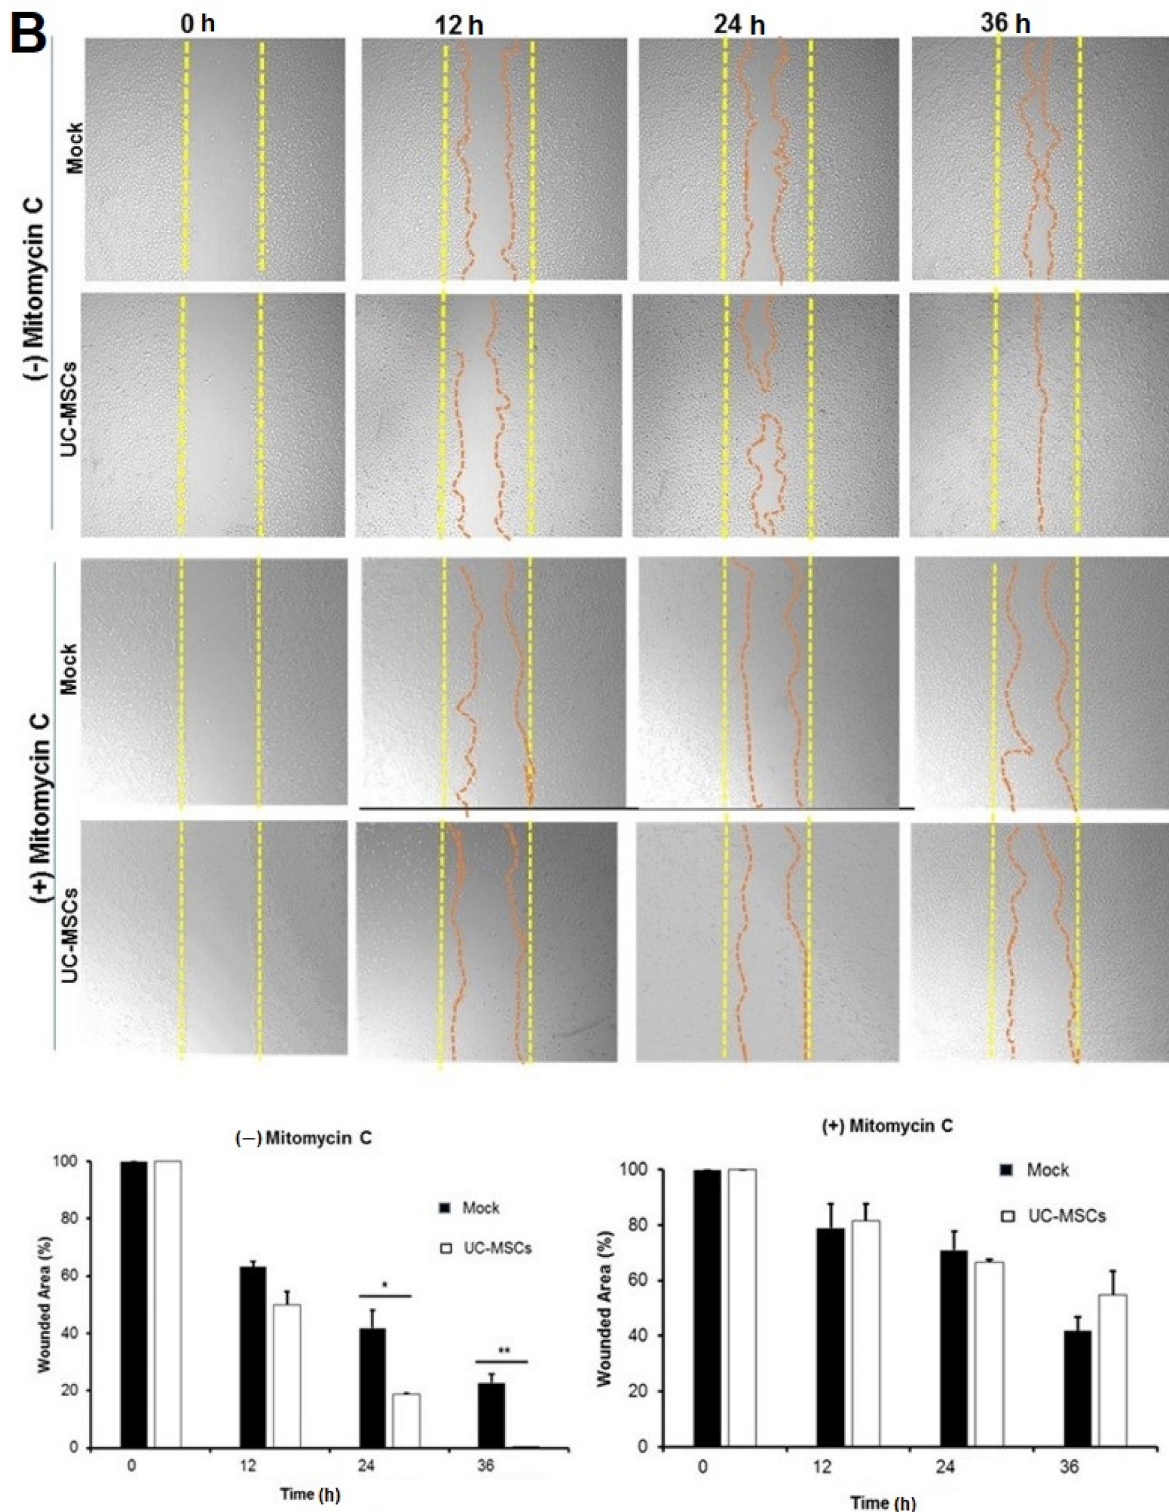 B
0 h 12 h 24 h 36 h
(-) Mitomycin C
Mock
UC-MSCs
(+) Mitomycin C
Mock
UC-MSCs
(−) Mitomycin C
Wounded Area (%)
100
80
60
40
20
0
Mock
UC-MSCs
*
**
0 12 24 36
Time (h)
(+) Mitomycin C
Wounded Area (%)
100
80
60
40
20
0
Mock
UC-MSCs
0 12 24 36
Time (h)